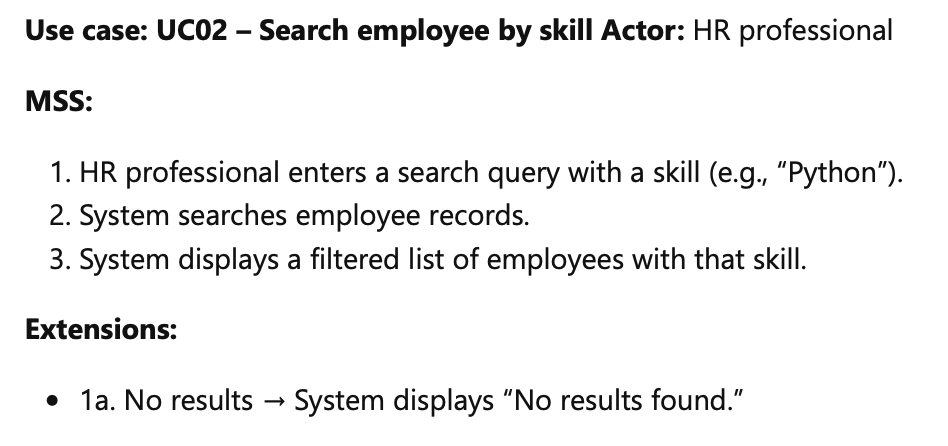 Use case: UC02 – Search employee by skill Actor: HR professional
MSS:
1. HR professional enters a search query with a skill (e.g., “Python”).
2. System searches employee records.
3. System displays a filtered list of employees with that skill.
Extensions:
• 1a. No results → System displays “No results found.”